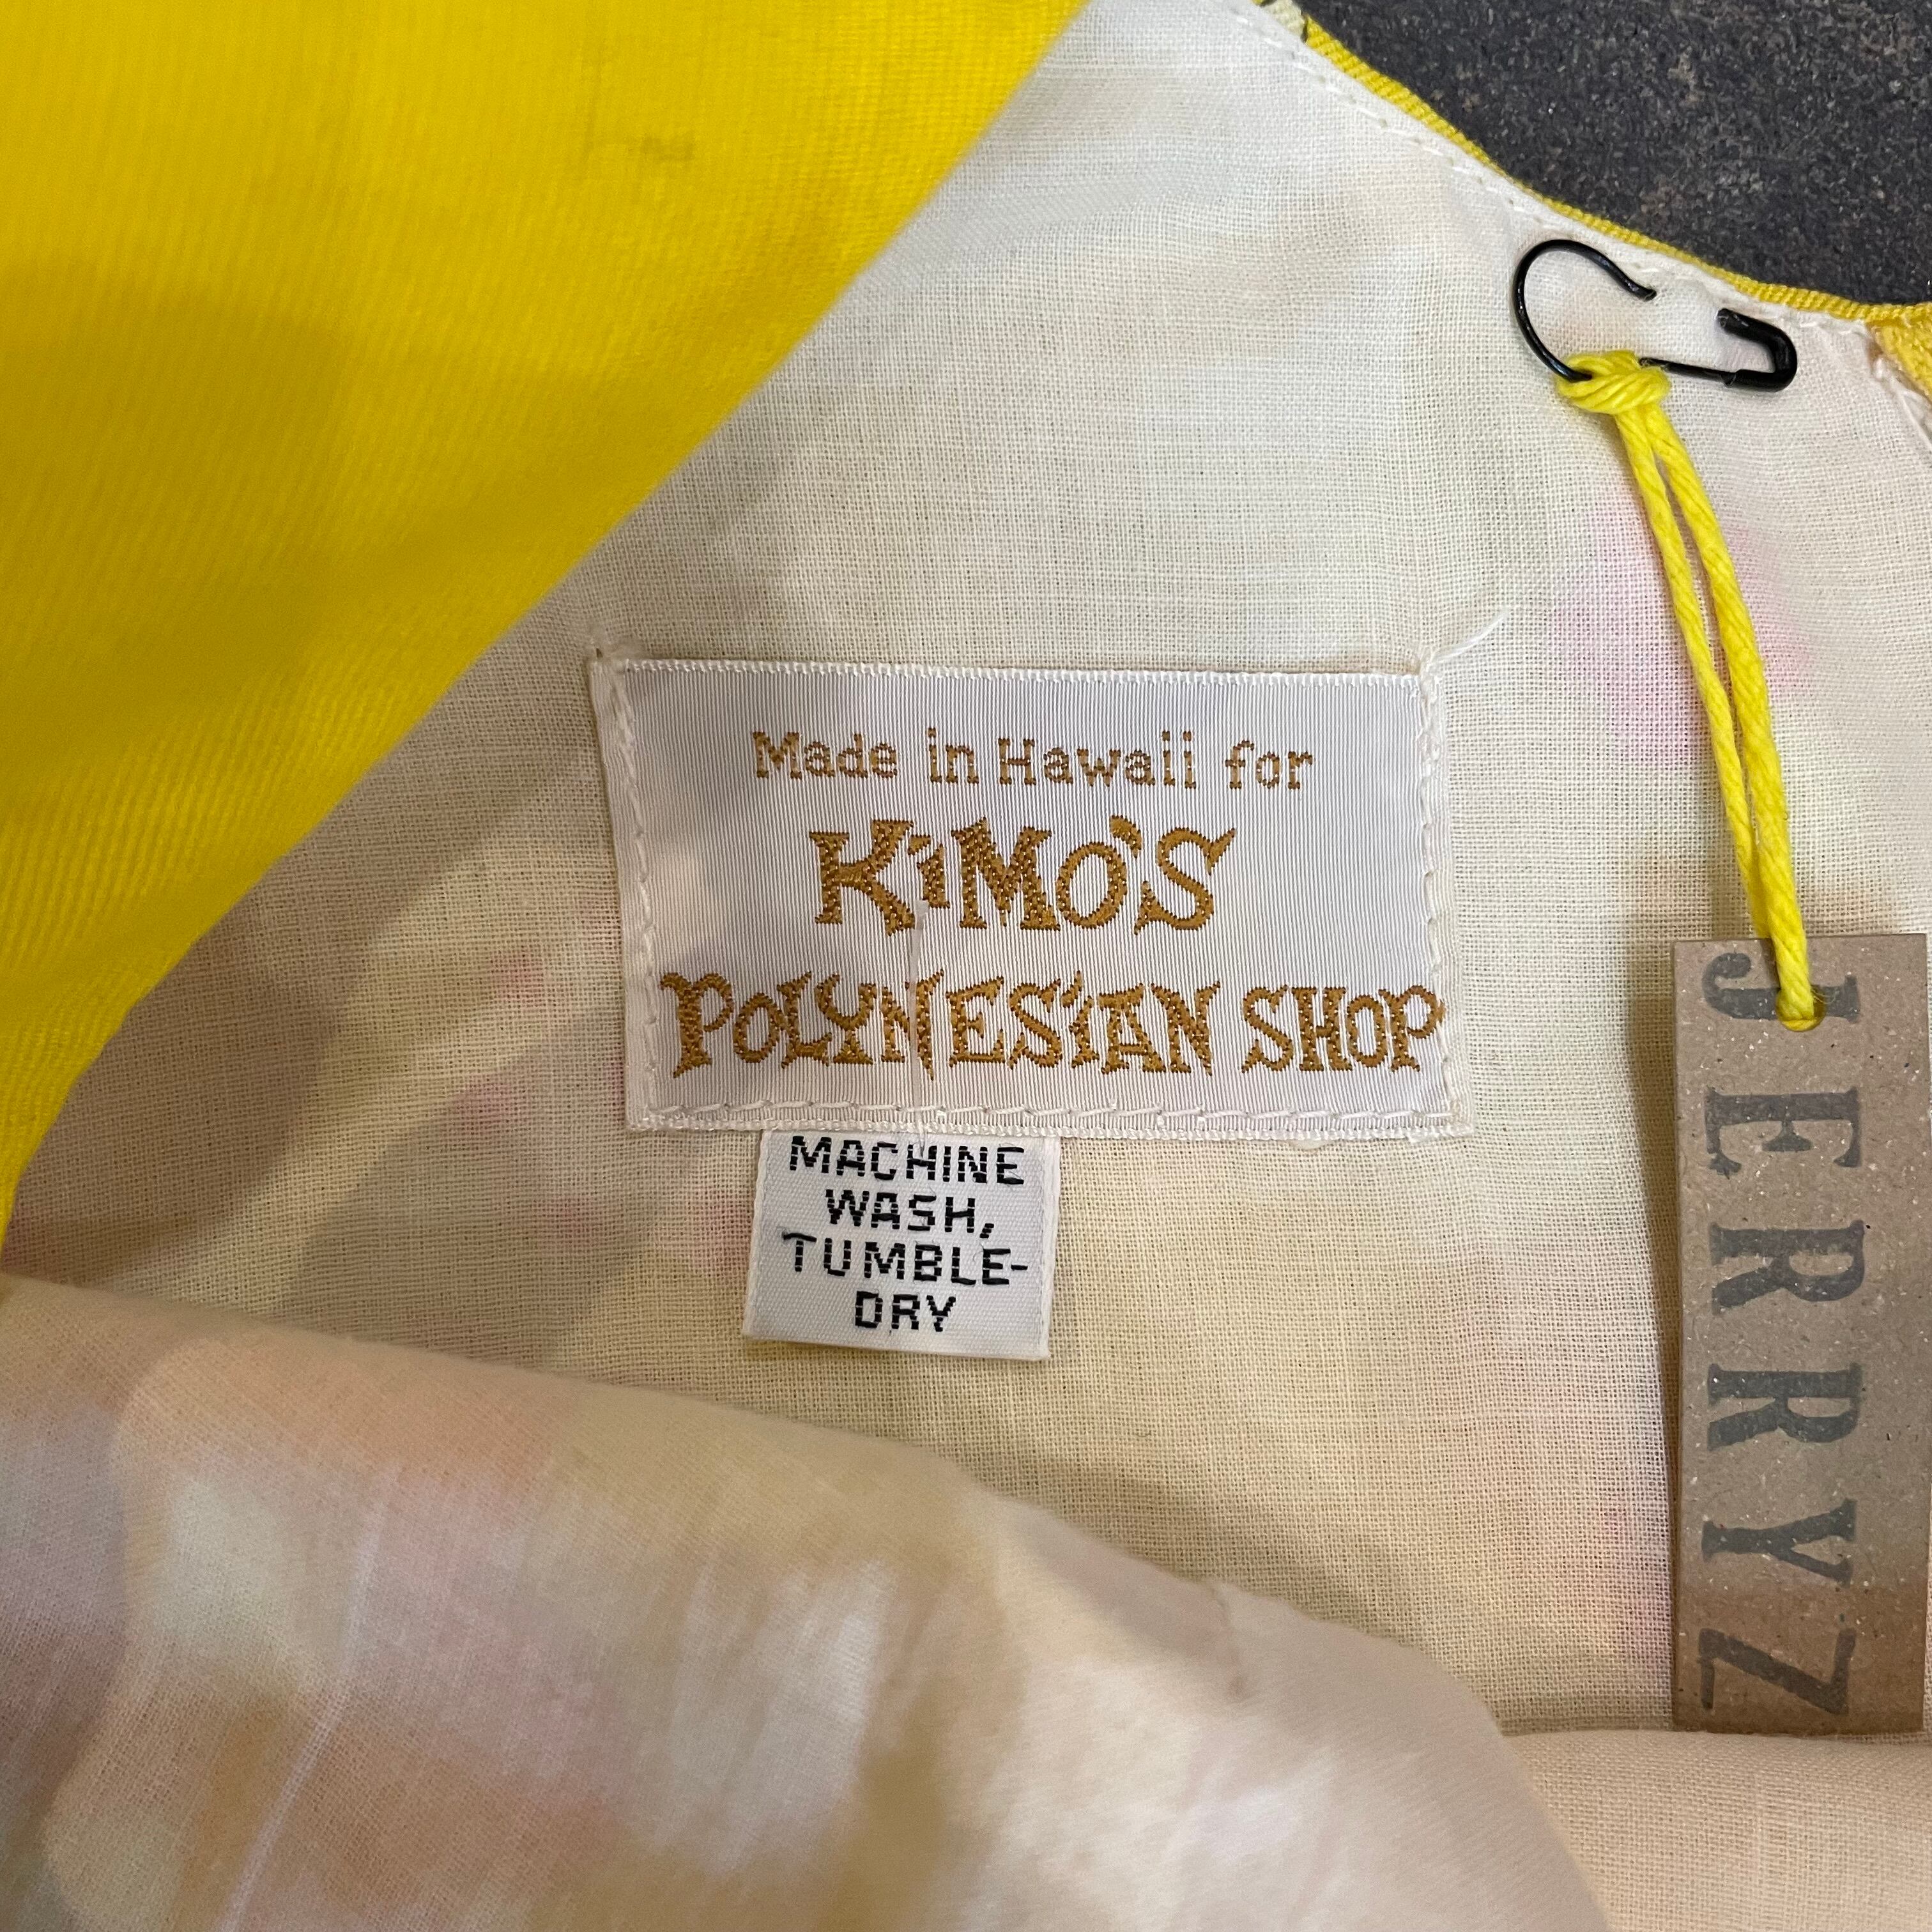 Made in Hawaii for
KiMO'S
POLYNESiAN SHOP
MACHINE
WASH,
TUMBLE-
DRY
JERRYZ